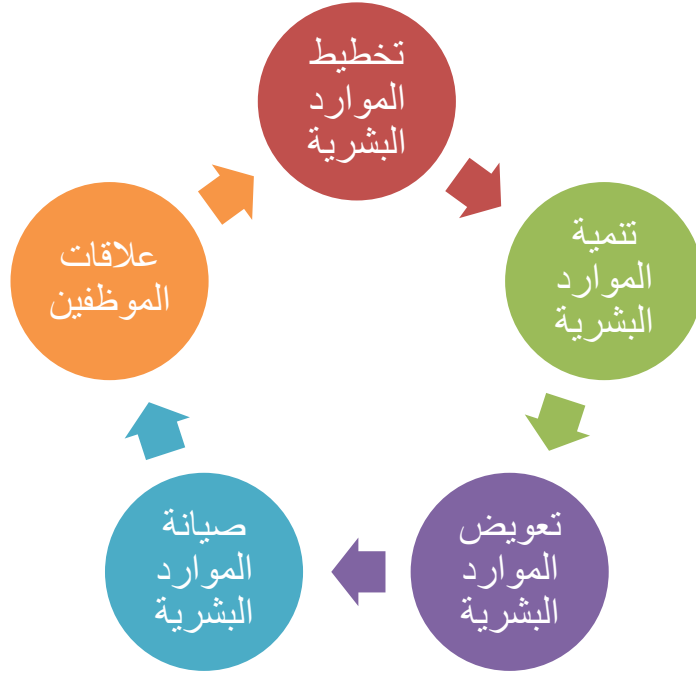 تخطيط
الموارد
البشرية
تنمية
الموارد
البشرية
تعويض
الموارد
البشرية
صيانة
الموارد
البشرية
علاقات
الموظفين